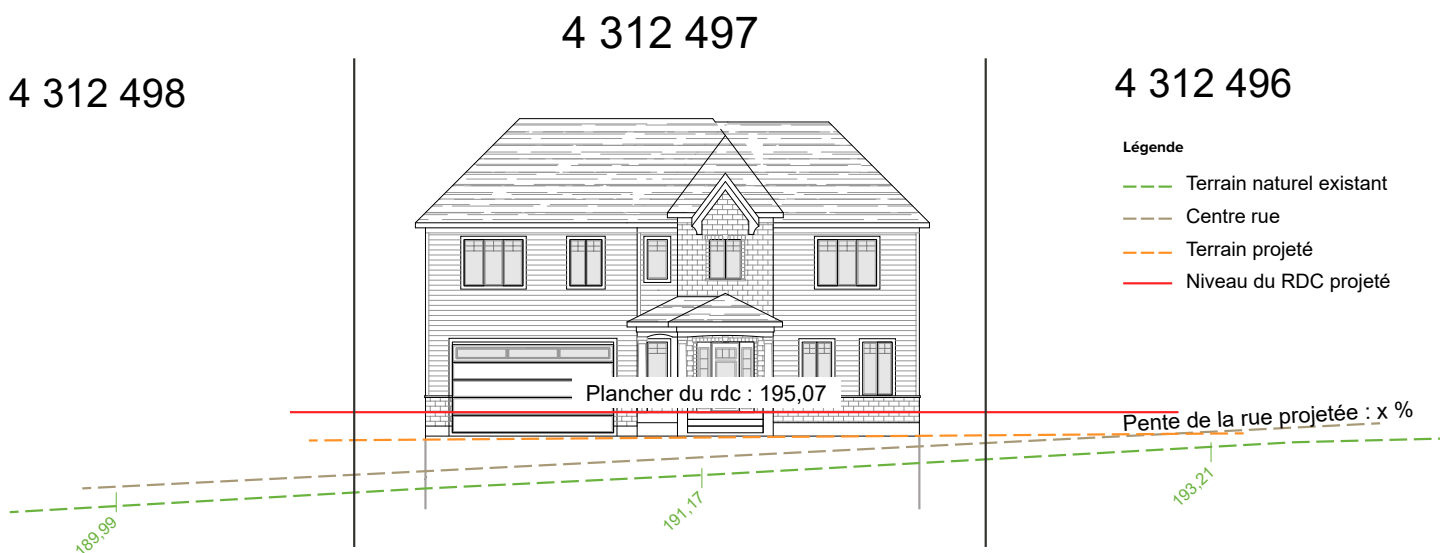 4 312 497
4 312 498
4 312 496
Légende
Terrain naturel existant
Centre rue
Terrain projeté
Niveau du RDC projeté
Plancher du rdc : 195,07
Pente de la rue projetée : x %
189,99
191,17
193,21